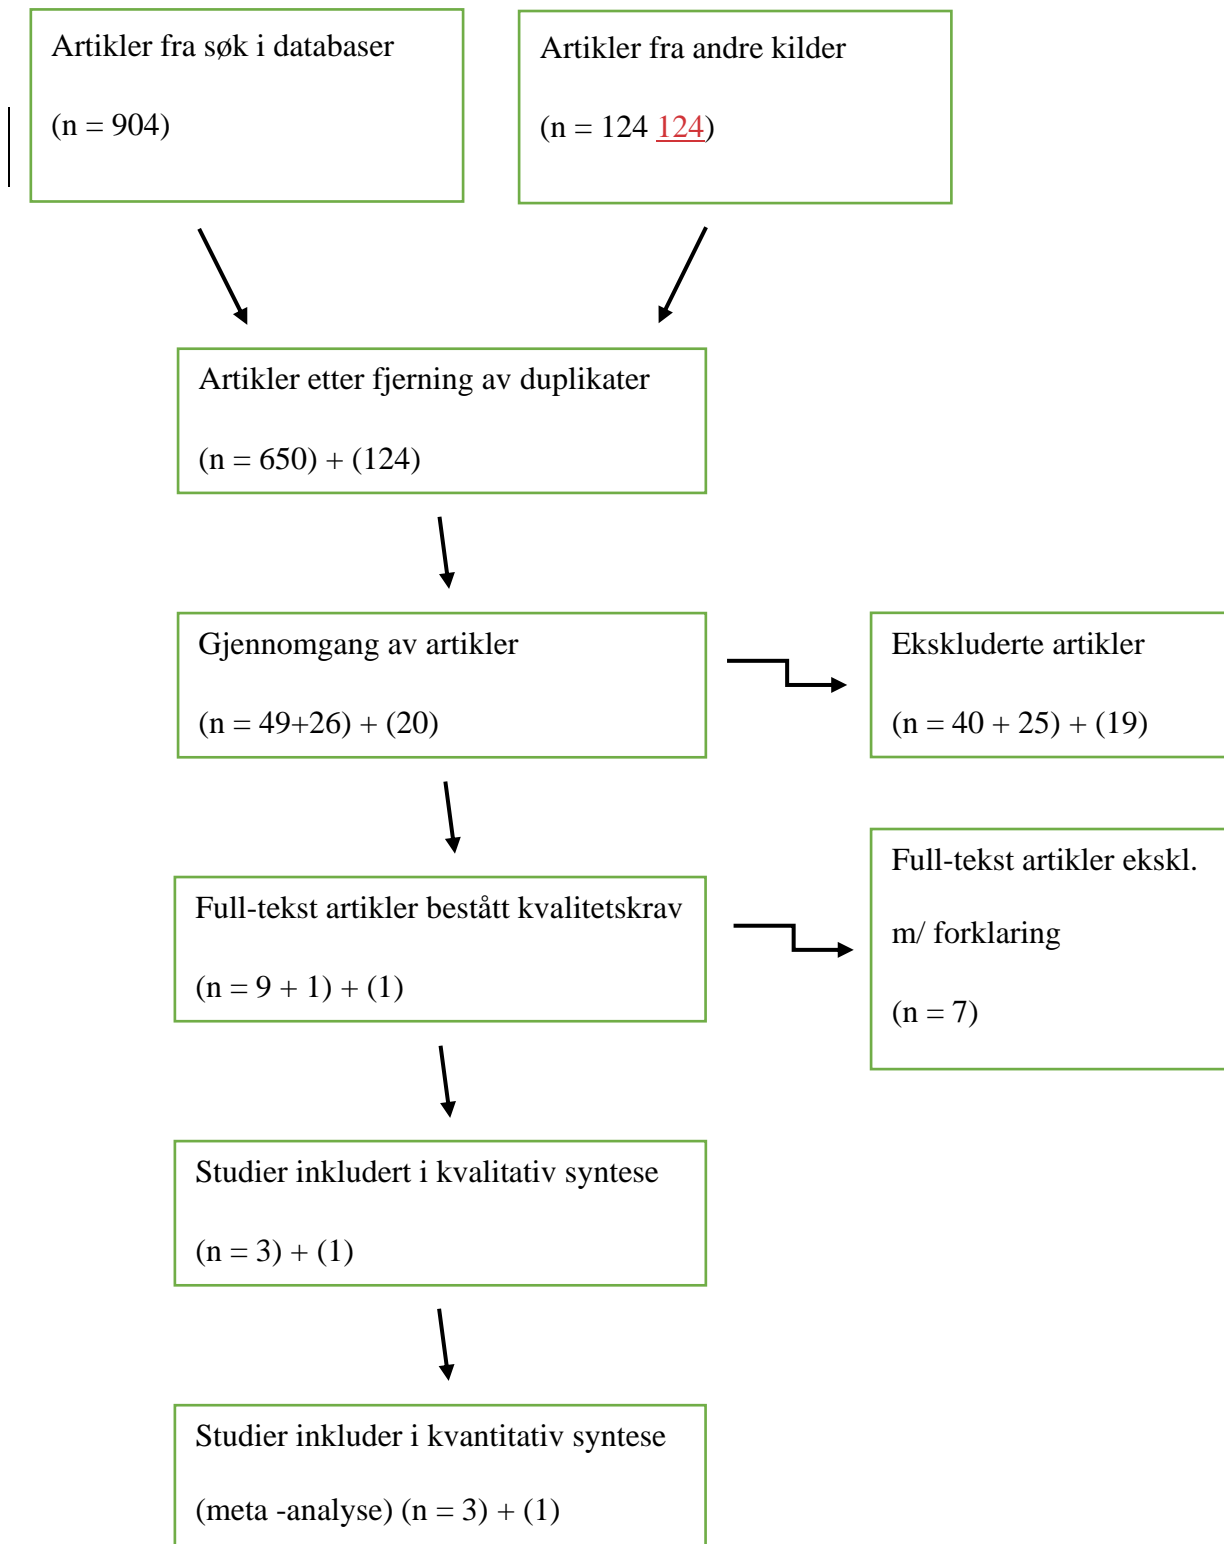 Artikler fra søk i databaser
(n = 904)
Artikler fra andre kilder
(n = 124 124)
Artikler etter fjerning av duplikater
(n = 650) + (124)
Gjennomgang av artikler
(n = 49+26) + (20)
Ekskluderte artikler
(n = 40 + 25) + (19)
Full-tekst artikler bestått kvalitetskrav
(n = 9 + 1) + (1)
Full-tekst artikler ekskl.
m/ forklaring
(n = 7)
Studier inkludert i kvalitativ syntese
(n = 3) + (1)
Studier inkluder i kvantitativ syntese
(meta -analyse) (n = 3) + (1)